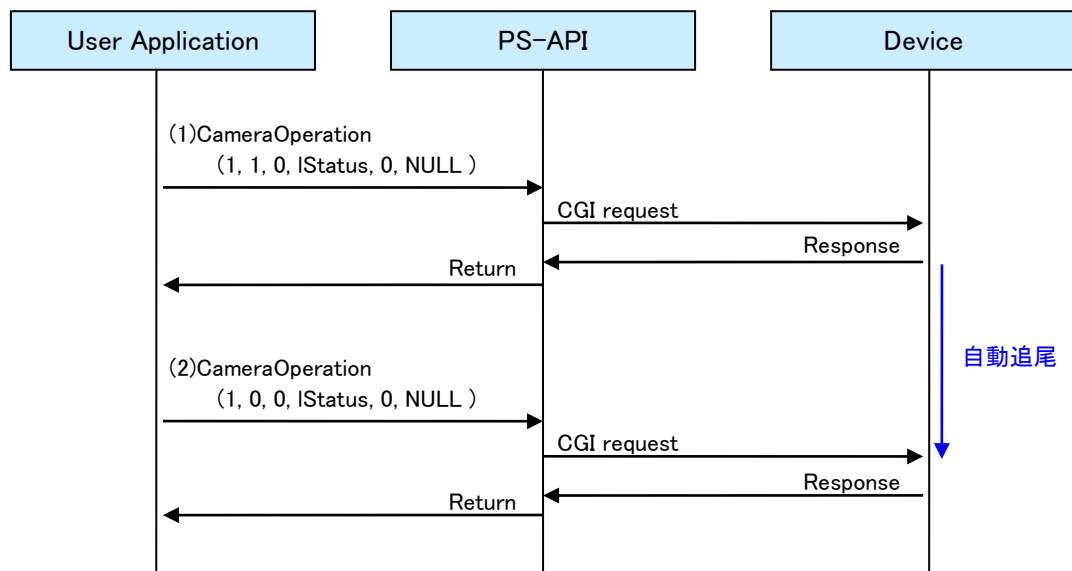 User Application
PS-API
Device
(1)CameraOperation
(1, 1, 0, lStatus, 0, NULL )
CGI request
Response
Return
自動追尾
(2)CameraOperation
(1, 0, 0, lStatus, 0, NULL )
CGI request
Response
Return